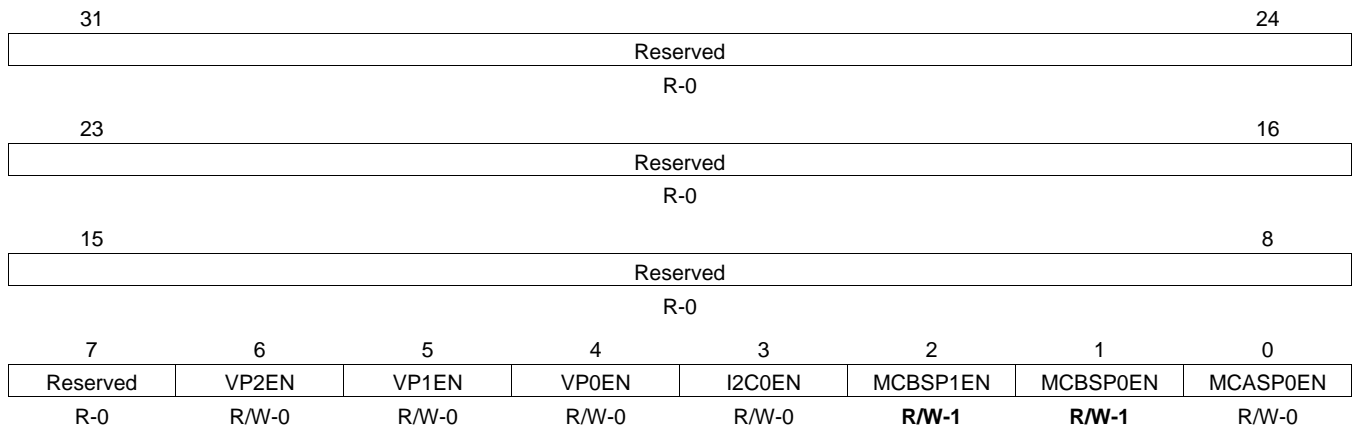 31 24
Reserved
R-0
23 16
Reserved
R-0
15 8
Reserved
R-0
7 6 5 4 3 2 1 0
Reserved VP2EN VP1EN VP0EN I2C0EN MCBSP1EN MCBSP0EN MCASP0EN
R-0 R/W-0 R/W-0 R/W-0 R/W-0 R/W-1 R/W-1 R/W-0